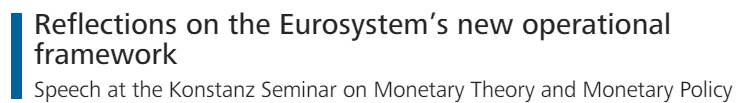 Reflections on the Eurosystem’s new operational
framework
Speech at the Konstanz Seminar on Monetary Theory and Monetary Policy